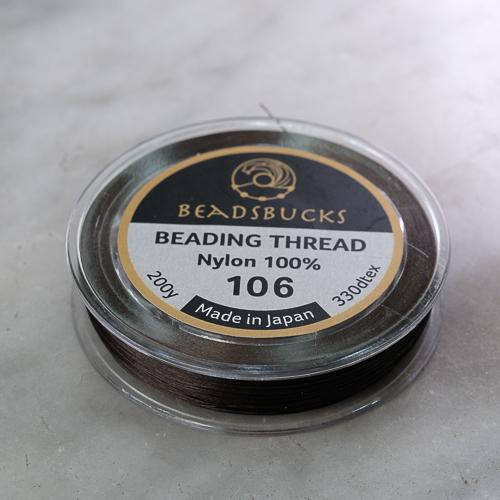 BEADSBUCKS
BEADING THREAD
Nylon 100%
106
200y
330dtex
Made in Japan